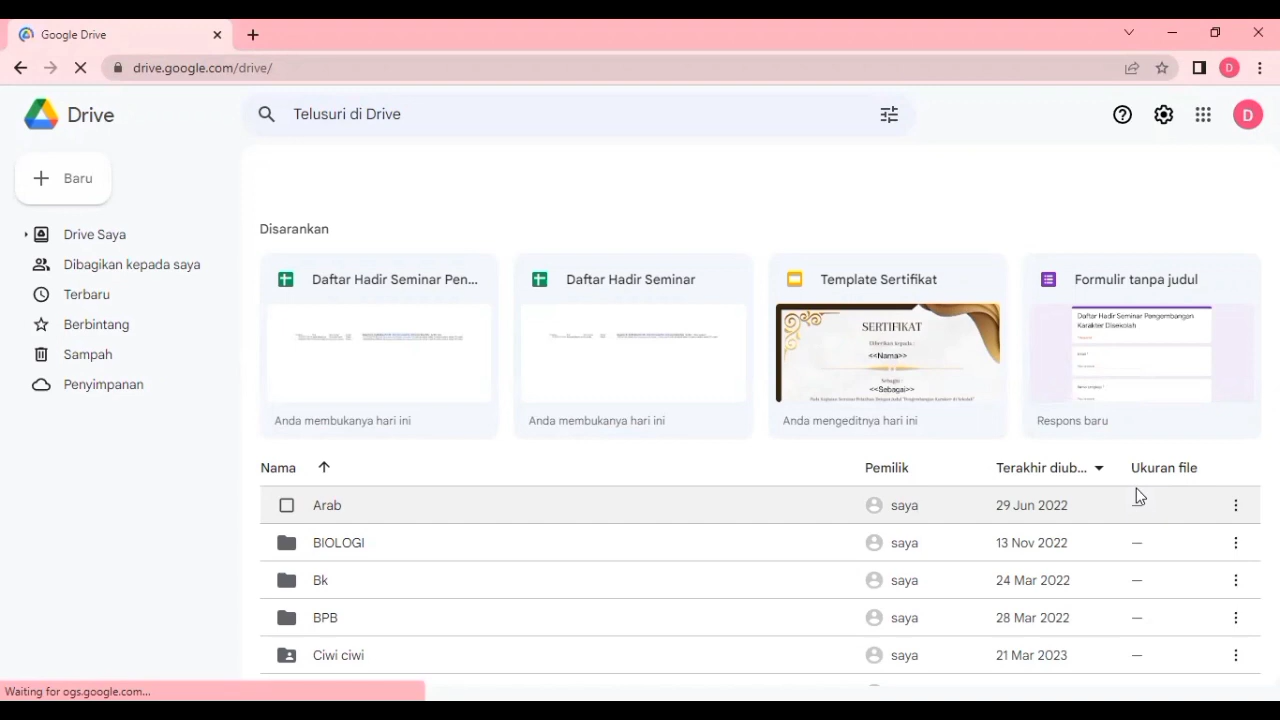 Google Drive
drive.google.com/drive/
D
Drive
Telusuri di Drive
D
Baru
Drive Saya
Dibagikan kepada saya
Terbaru
Berbintang
Sampah
Penyimpanan
Disarankan
Daftar Hadir Seminar Pen...
Anda membukanya hari ini
Daftar Hadir Seminar
Anda membukanya hari ini
Template Sertifikat
SERTIFIKAT
Diberikan kepada :
<<Nama>>
Sebagai :
<<Sebagai>>
Anda mengeditnya hari ini
Formulir tanpa judul
Daftar Hadir Seminar Pengembangan
Karakter Disekolah
Respons baru
Nama Pemilik Terakhir diub... Ukuran file
Arab saya 29 Jun 2022
BIOLOGI saya 13 Nov 2022 —
Bk saya 24 Mar 2022 —
BPB saya 28 Mar 2022 —
Ciwi ciwi saya 21 Mar 2023 —
Waiting for ogs.google.com...